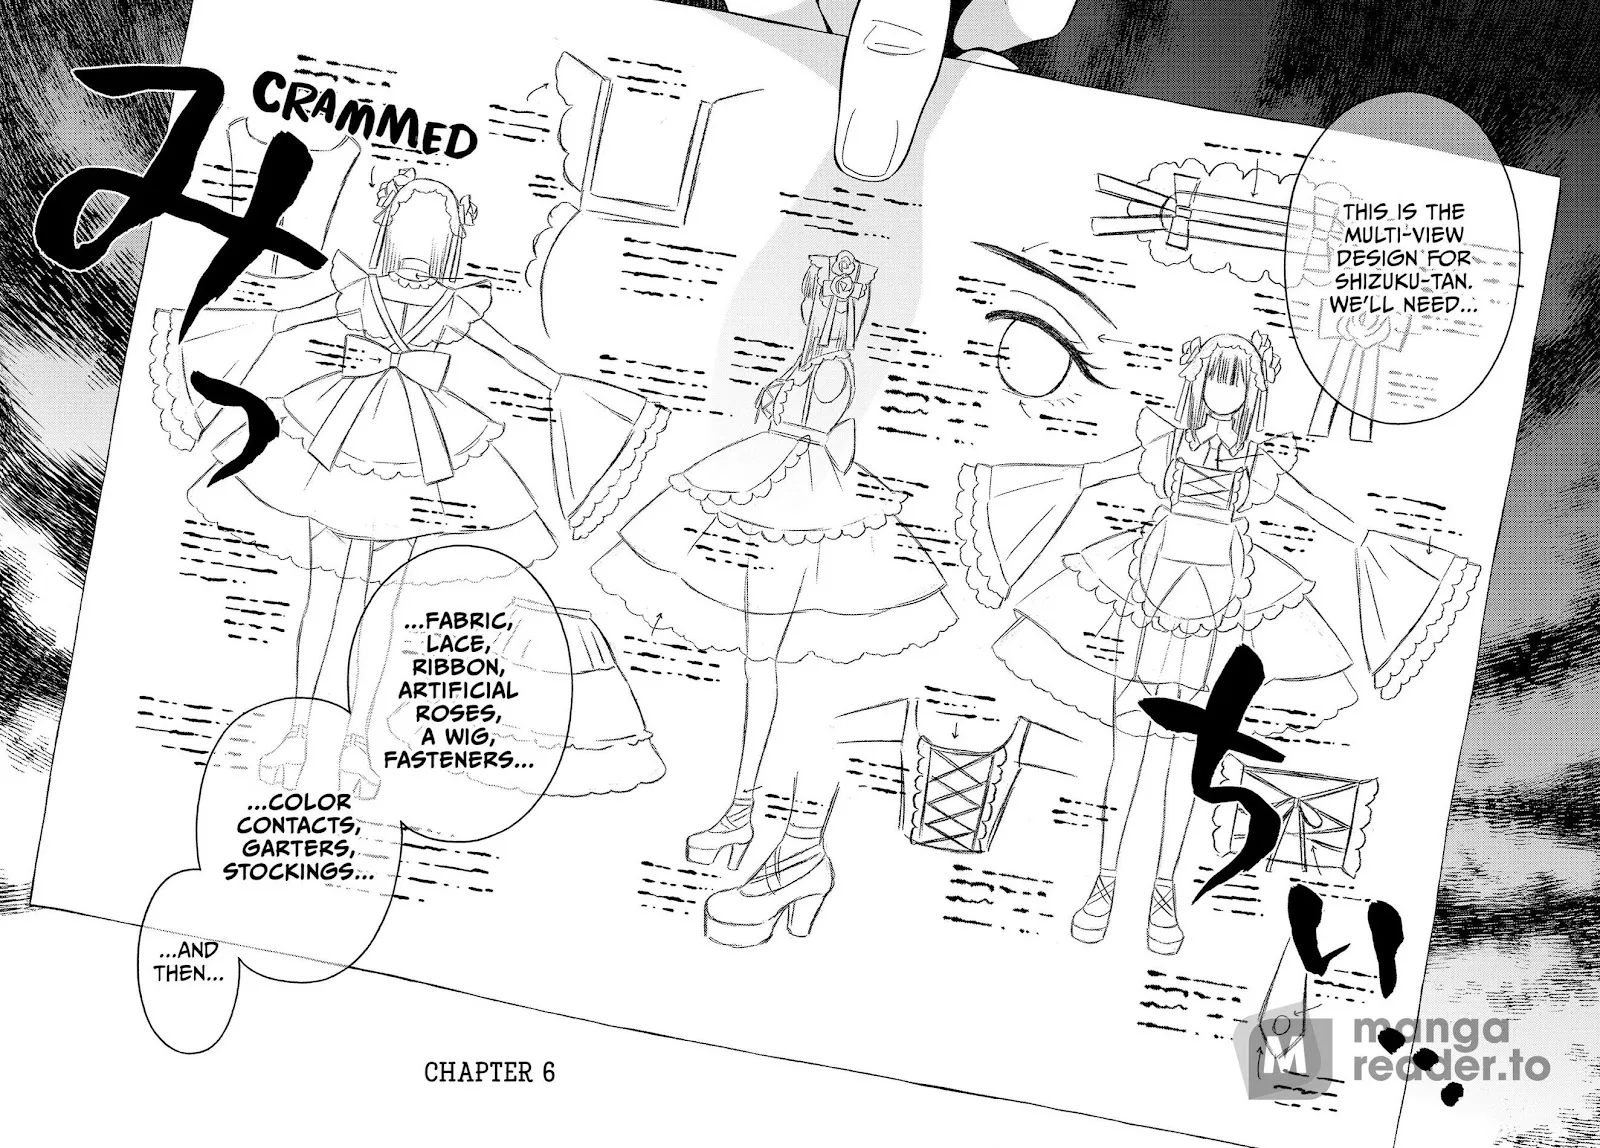 みっちい...
CRAMMED
THIS IS THE
MULTI-VIEW
DESIGN FOR
SHIZUKU-TAN.
WE'LL NEED...
...FABRIC,
LACE,
RIBBON,
ARTIFICIAL
ROSES,
A WIG,
FASTENERS...
...COLOR
CONTACTS,
GARTERS,
STOCKINGS...
...AND
THEN...
CHAPTER 6
M
manga
reader.to